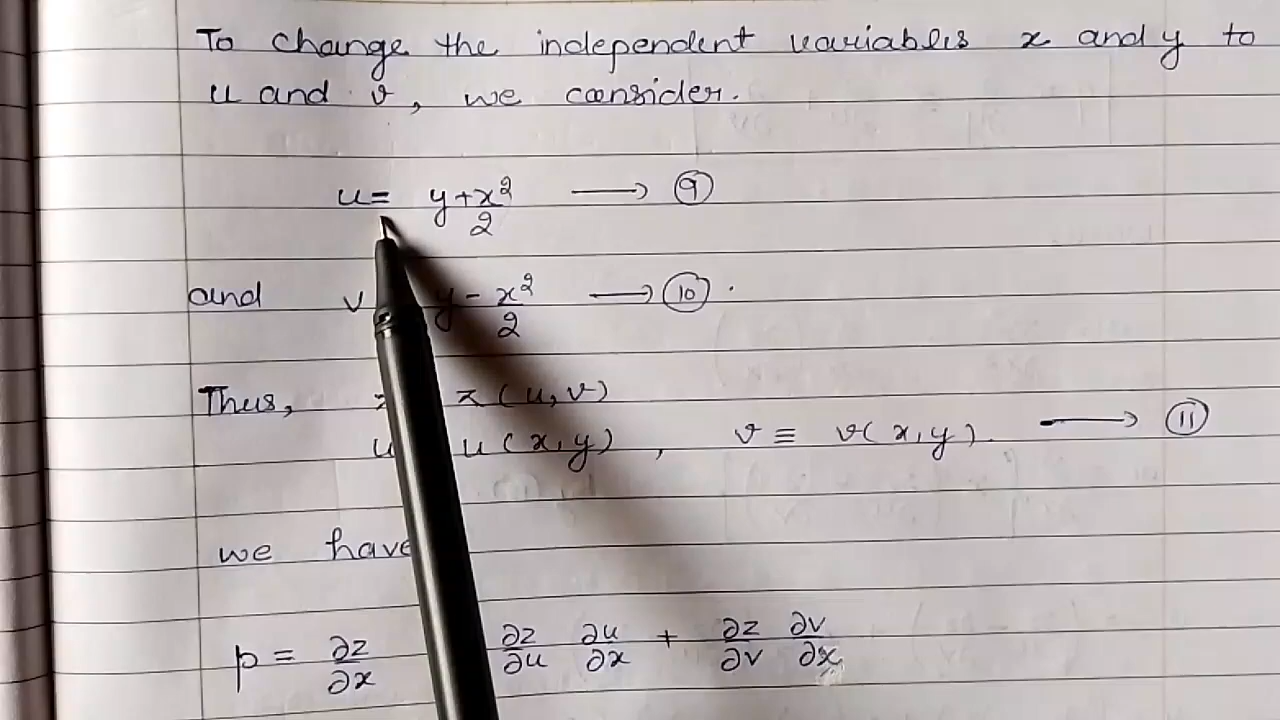 To change the independent variables x and y to
u and v, we consider.
u = y + x²/2 ⟶ ⑨
and v y - x²/2 ⟶ ⑩.
Thus, z z(u,v)
u u(x,y), v ≡ v(x,y). ⟶ ⑪
we have
p = ∂z/∂x ∂z/∂u ∂u/∂x + ∂z/∂v ∂v/∂x